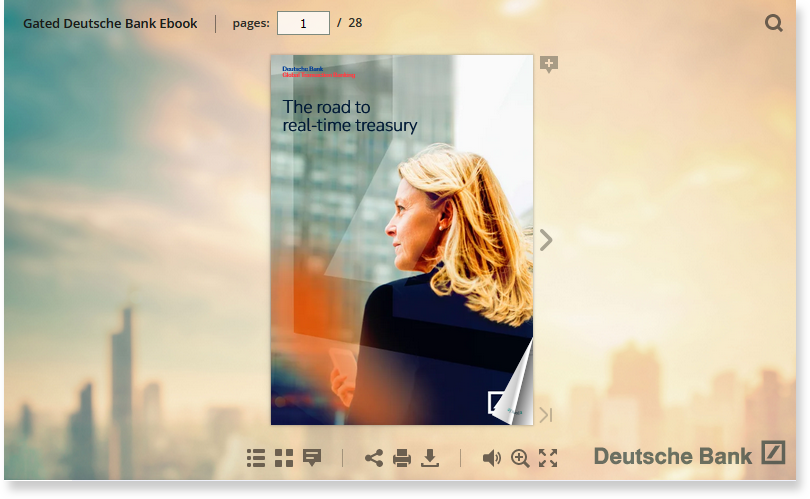 Gated Deutsche Bank Ebook
pages: 1 / 28
Deutsche Bank
Global Transaction Banking
The road to
real-time treasury
Deutsche Bank